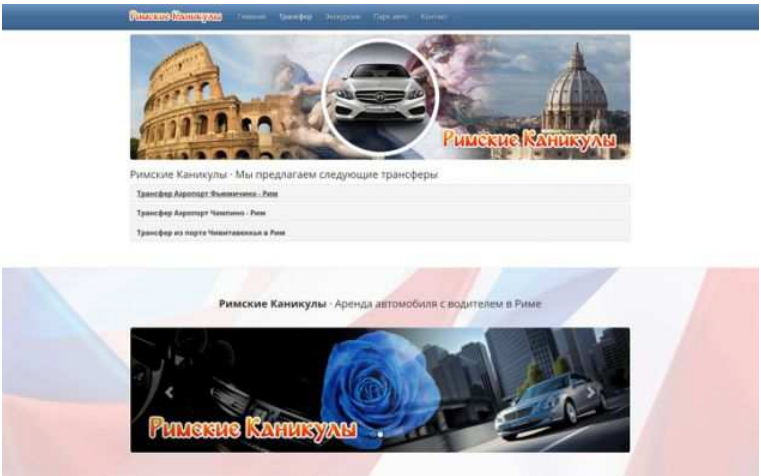 Римские Каникулы Главная Трансфер Экскурсии Парк авто Контакт
Римские Каникулы
Римские Каникулы · Мы предлагаем следующие трансферы
Трансфер Аэропорт Фьюмичино - Рим
Трансфер Аэропорт Чампино - Рим
Трансфер из порта Чивитавеккья в Рим
Римские Каникулы · Аренда автомобиля с водителем в Риме
Римские Каникулы